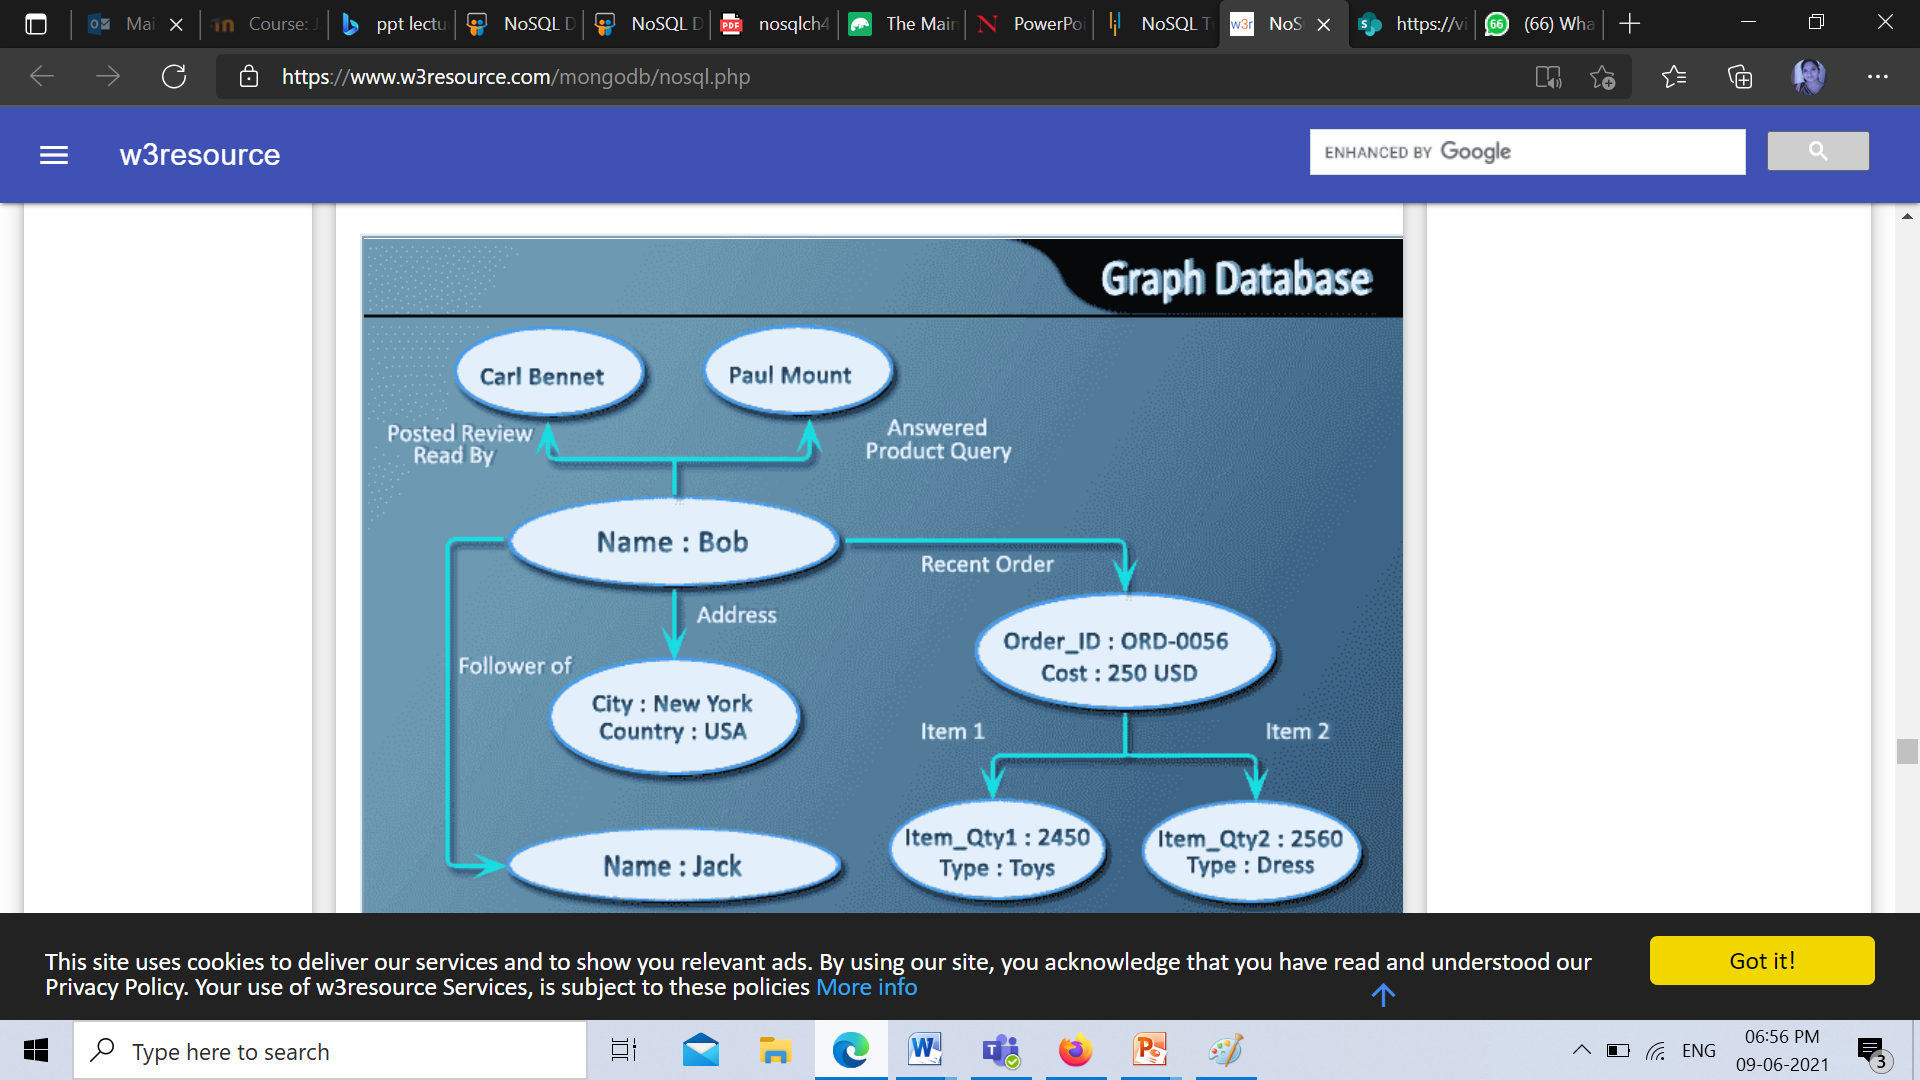 Mai
Course: J
ppt lectu
NoSQL D
NoSQL D
PDF
nosqlch4
The Main
PowerPoi
NoSQL T
w3r
NoS
https://vi
66
(66) Wha
https://www.w3resource.com/mongodb/nosql.php
w3resource
ENHANCED BY Google
Graph Database
Carl Bennet
Paul Mount
Posted Review
Read By
Answered
Product Query
Name : Bob
Recent Order
Address
Follower of
Order_ID : ORD-0056
Cost : 250 USD
City : New York
Country : USA
Item 1
Item 2
Item_Qty1 : 2450
Type : Toys
Item_Qty2 : 2560
Type : Dress
Name : Jack
This site uses cookies to deliver our services and to show you relevant ads. By using our site, you acknowledge that you have read and understood our
Privacy Policy. Your use of w3resource Services, is subject to these policies More info
Got it!
Type here to search
ENG
06:56 PM
09-06-2021
3